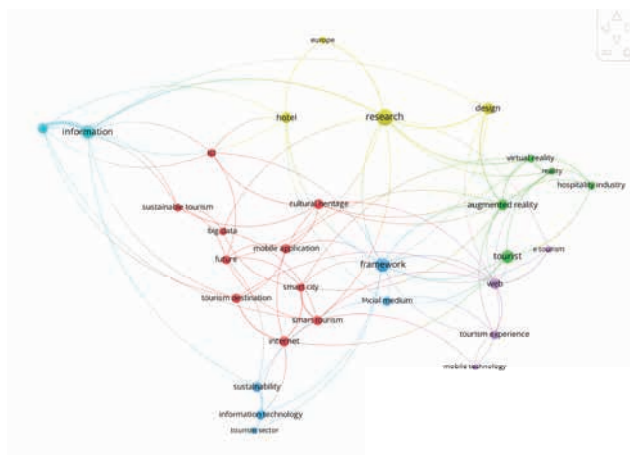 europe
hotel
research
design
information
virtual reality
reality
hospitality industry
sustainable tourism
cultural heritage
augmented reality
big data
mobile application
e tourism
future
framework
tourist
tourism destination
smart city
web
social medium
smart tourism
tourism experience
internet
mobile technology
sustainability
information technology
tourism sector